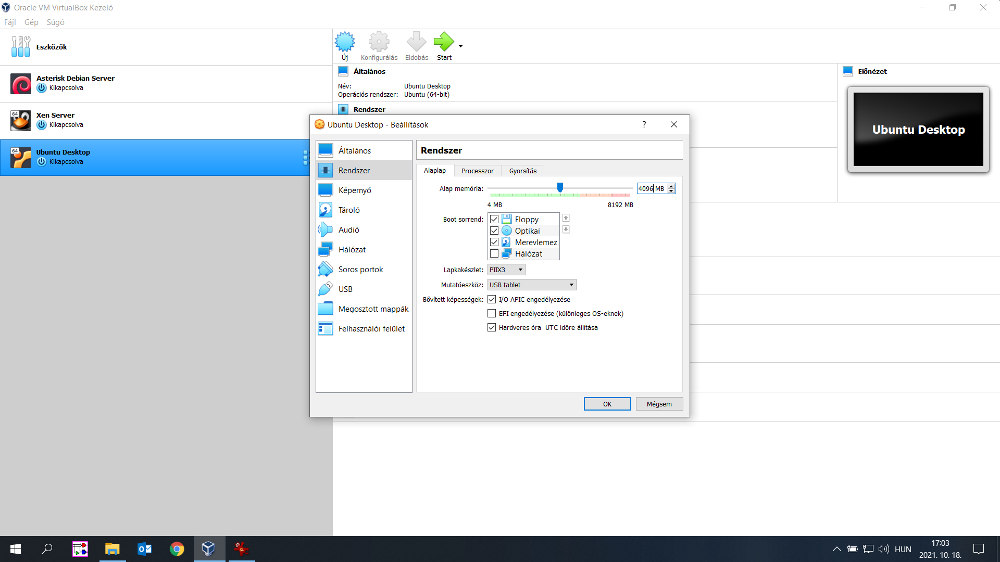 Oracle VM VirtualBox Kezelő
Fájl Gép Súgó
Eszközök
Asterisk Debian Server
Kikapcsolva
64
Xen Server
Kikapcsolva
64
Ubuntu Desktop
Kikapcsolva
Új Konfigurálás Eldobás Start
Általános
Név: Ubuntu Desktop
Operációs rendszer: Ubuntu (64-bit)
Rendszer
Előnézet
Ubuntu Desktop
Ubuntu Desktop - Beállítások ?
Általános
Rendszer
Képernyő
Tároló
Audió
Hálózat
Soros portok
USB
Megosztott mappák
Felhasználói felület
Rendszer
Alaplap Processzor Gyorsítás
Alap memória: 4096 MB
4 MB 8192 MB
Boot sorrend: Floppy
Optikai
Merevlemez
Hálózat
Lapkakészlet: PIIX3
Mutatóeszköz: USB tablet
Bővített képességek: I/O APIC engedélyezése
EFI engedélyezése (különleges OS-eknek)
Hardveres óra UTC időre állítása
OK Mégsem
64
HUN
17:03
2021. 10. 18.